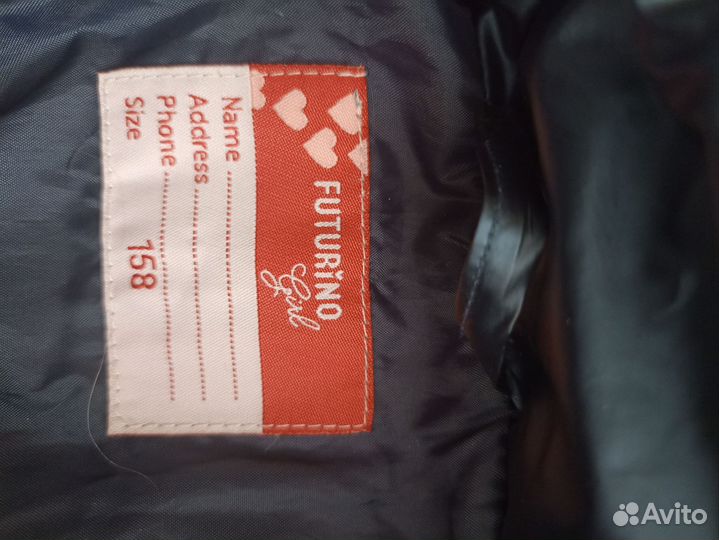 FUTURINO
Girl
Name ....................
Address ....................
....................
Phone ....................
Size 158
Avito